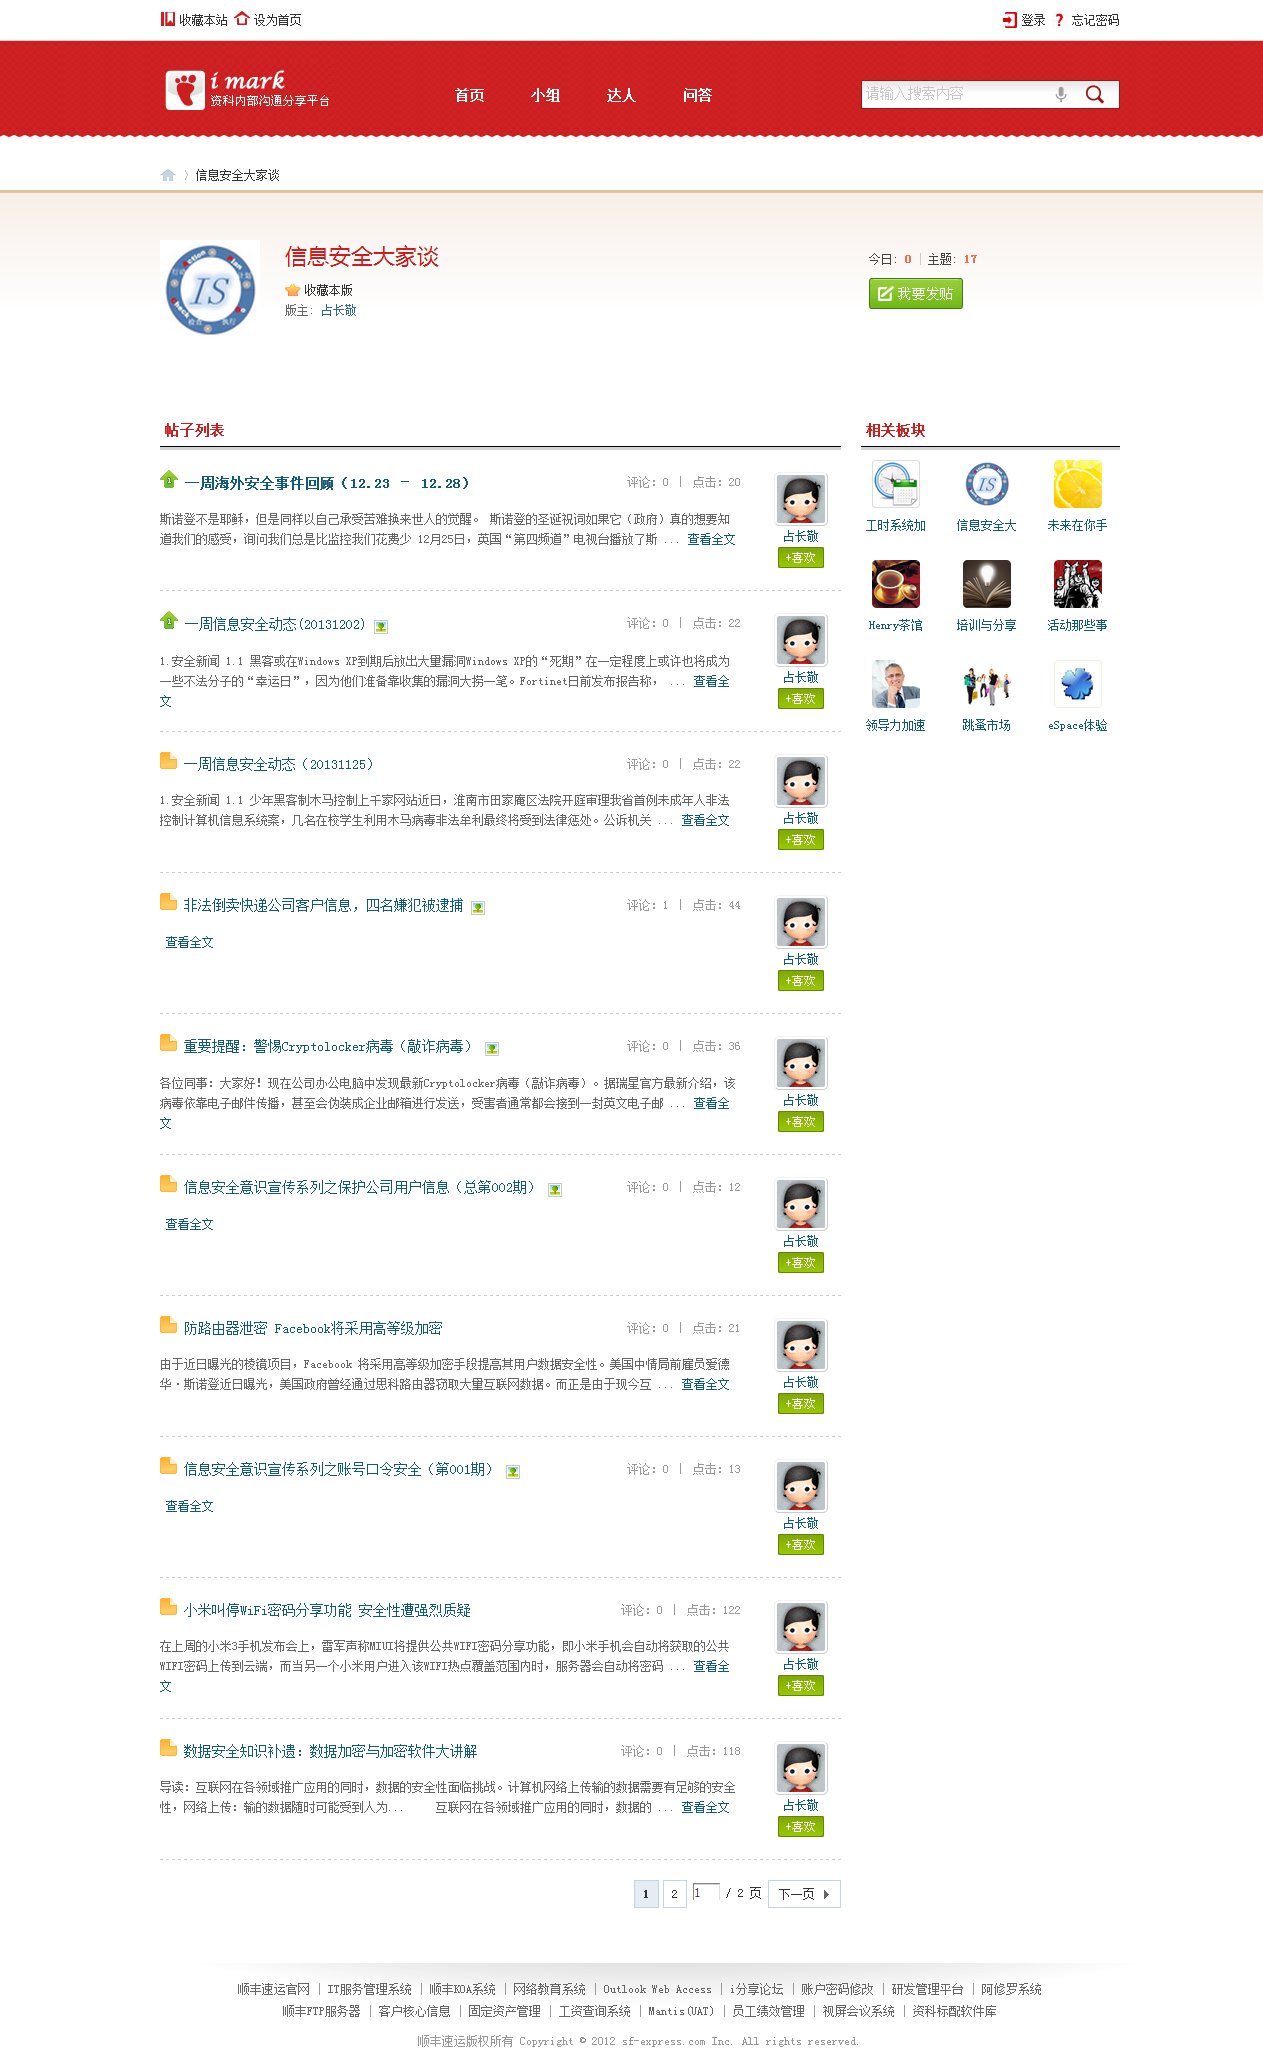 收藏本站 设为首页 登录 ? 忘记密码
i mark
资科内部沟通分享平台
首页 小组 达人 问答
请输入搜索内容
信息安全大家谈
信息安全大家谈
IS
收藏本版
版主: 占长敬
今日: 0 | 主题: 17
我要发贴
帖子列表
一周海外安全事件回顾（12.23 － 12.28）
评论: 0 | 点击: 20
斯诺登不是耶稣，但是同样以自己承受苦难换来世人的觉醒。 斯诺登的圣诞祝词如果它（政府）真的想要知
道我们的感受，询问我们总是比监控我们花费少 12月25日，英国“第四频道”电视台播放了斯 ... 查看全文
占长敬
+喜欢
一周信息安全动态(20131202)
评论: 0 | 点击: 22
1.安全新闻 1.1 黑客或在Windows XP到期后放出大量漏洞Windows XP的“死期”在一定程度上或许也将成为
一些不法分子的“幸运日”，因为他们准备靠收集的漏洞大捞一笔。Fortinet日前发布报告称， ... 查看全
文
占长敬
+喜欢
一周信息安全动态（20131125）
评论: 0 | 点击: 22
1.安全新闻 1.1 少年黑客制木马控制上千家网站近日，淮南市田家庵区法院开庭审理我省首例未成年人非法
控制计算机信息系统案，几名在校学生利用木马病毒非法牟利最终将受到法律惩处。公诉机关 ... 查看全文
占长敬
+喜欢
非法倒卖快递公司客户信息，四名嫌犯被逮捕
评论: 1 | 点击: 44
查看全文
占长敬
+喜欢
重要提醒：警惕Cryptolocker病毒（敲诈病毒）
评论: 0 | 点击: 36
各位同事：大家好！现在公司办公电脑中发现最新Cryptolocker病毒（敲诈病毒）。据瑞星官方最新介绍，该
病毒依靠电子邮件传播，甚至会伪装成企业邮箱进行发送，受害者通常都会接到一封英文电子邮 ... 查看全
文
占长敬
+喜欢
信息安全意识宣传系列之保护公司用户信息（总第002期）
评论: 0 | 点击: 12
查看全文
占长敬
+喜欢
防路由器泄密 Facebook将采用高等级加密
评论: 0 | 点击: 21
由于近日曝光的棱镜项目，Facebook 将采用高等级加密手段提高其用户数据安全性。美国中情局前雇员爱德
华·斯诺登近日曝光，美国政府曾经通过思科路由器窃取大量互联网数据。而正是由于现今互 ... 查看全文
占长敬
+喜欢
信息安全意识宣传系列之账号口令安全（第001期）
评论: 0 | 点击: 13
查看全文
占长敬
+喜欢
小米叫停WiFi密码分享功能 安全性遭强烈质疑
评论: 0 | 点击: 122
在上周的小米3手机发布会上，雷军声称MIUI将提供公共WIFI密码分享功能，即小米手机会自动将获取的公共
WIFI密码上传到云端，而当另一个小米用户进入该WIFI热点覆盖范围内时，服务器会自动将密码 ... 查看全
文
占长敬
+喜欢
数据安全知识补遗：数据加密与加密软件大讲解
评论: 0 | 点击: 118
导读：互联网在各领域推广应用的同时，数据的安全性面临挑战。计算机网络上传输的数据需要有足够的安全
性，网络上传：输的数据随时可能受到人为... 互联网在各领域推广应用的同时，数据的 ... 查看全文
占长敬
+喜欢
1 2 1 / 2 页 下一页
相关板块
工时系统加 信息安全大 未来在你手
Henry茶馆 培训与分享 活动那些事
领导力加速 跳蚤市场 eSpace体验
顺丰速运官网 | IT服务管理系统 | 顺丰KOA系统 | 网络教育系统 | Outlook Web Access | i分享论坛 | 账户密码修改 | 研发管理平台 | 阿修罗系统
顺丰FTP服务器 | 客户核心信息 | 固定资产管理 | 工资查询系统 | Mantis(UAT) | 员工绩效管理 | 视屏会议系统 | 资科标配软件库
顺丰速运版权所有 Copyright © 2012 sf-express.com Inc. All rights reserved.